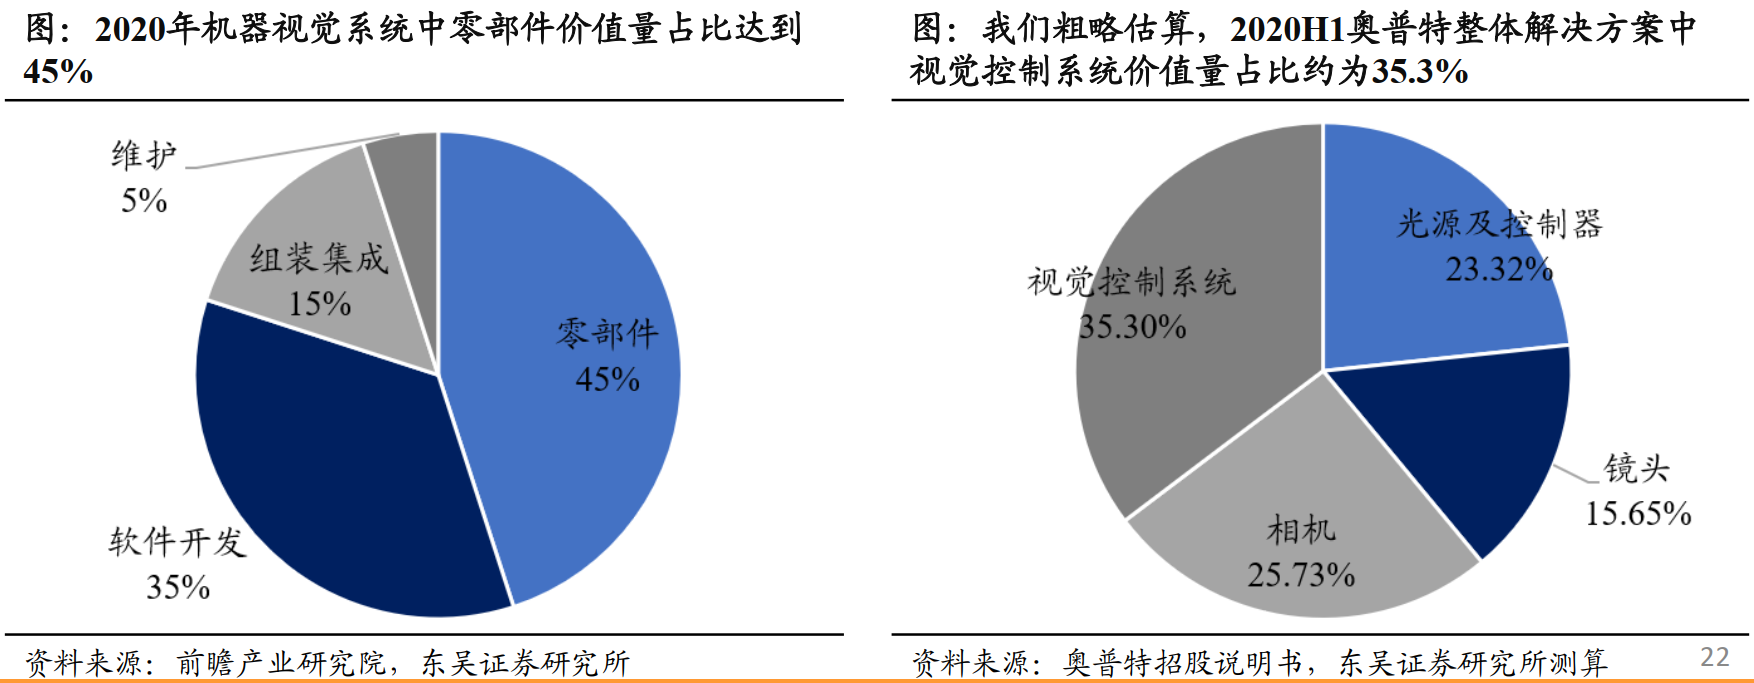 图：2020年机器视觉系统中零部件价值量占比达到
45%
维护
5%
组装集成
15%
零部件
45%
软件开发
35%
资料来源：前瞻产业研究院，东吴证券研究所
图：我们粗略估算，2020H1奥普特整体解决方案中
视觉控制系统价值量占比约为35.3%
光源及控制器
23.32%
视觉控制系统
35.30%
镜头
15.65%
相机
25.73%
资料来源：奥普特招股说明书，东吴证券研究所测算
22